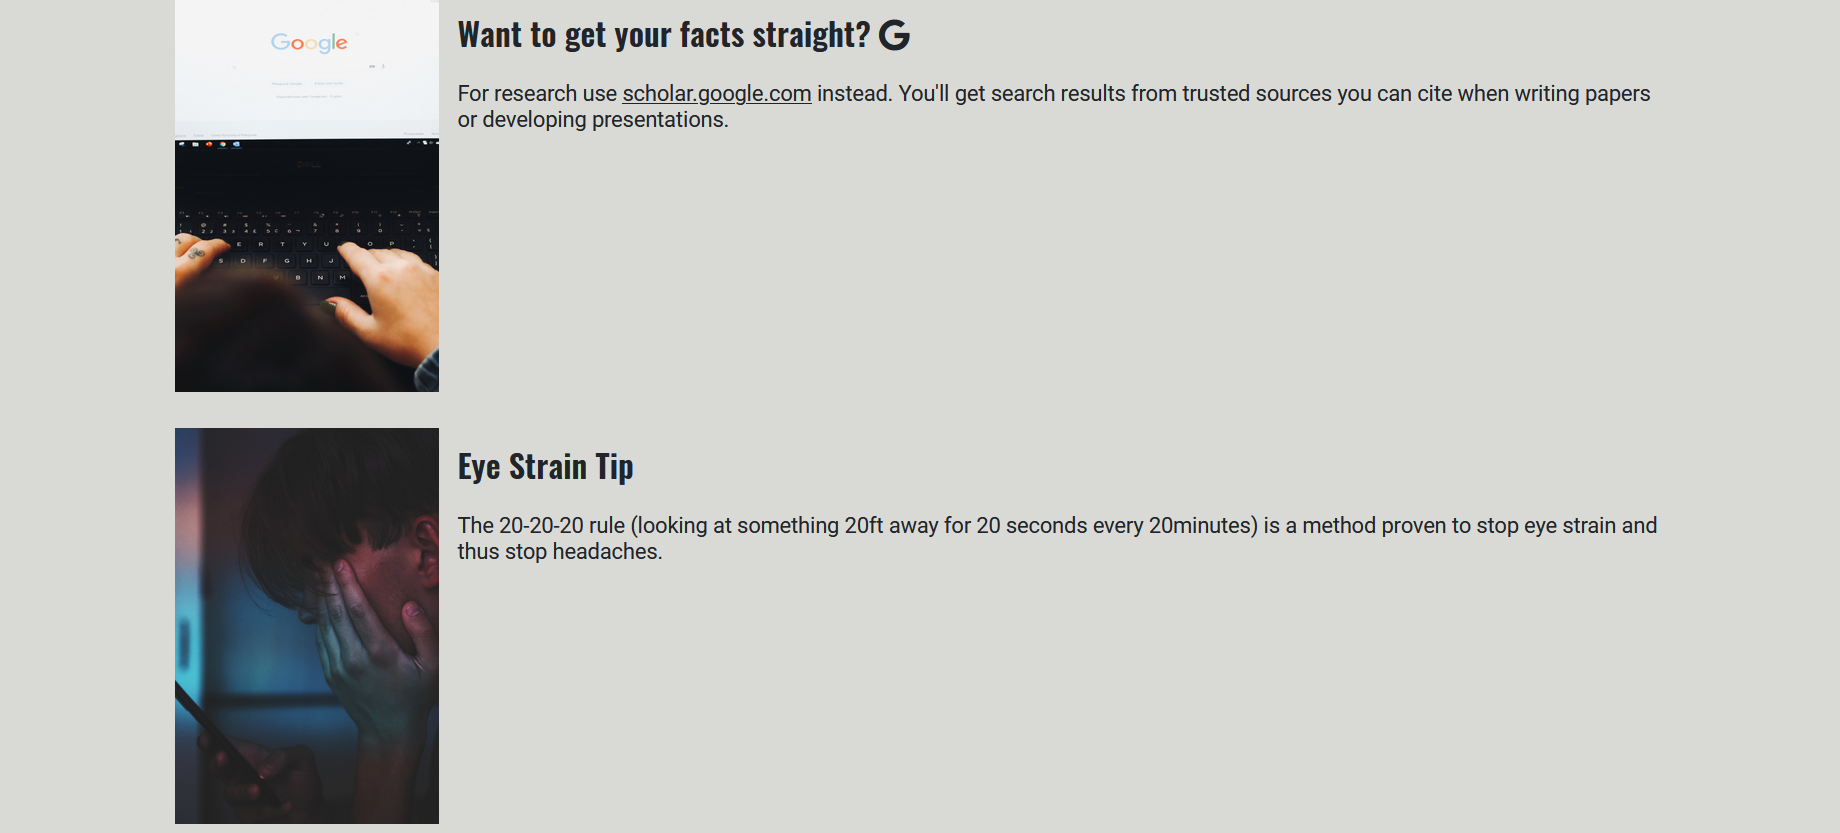 Google
Want to get your facts straight?
For research use scholar.google.com instead. You'll get search results from trusted sources you can cite when writing papers
or developing presentations.
DELL
E R T Y U O P
S D F G H J
V B N M
Eye Strain Tip
The 20-20-20 rule (looking at something 20ft away for 20 seconds every 20minutes) is a method proven to stop eye strain and
thus stop headaches.